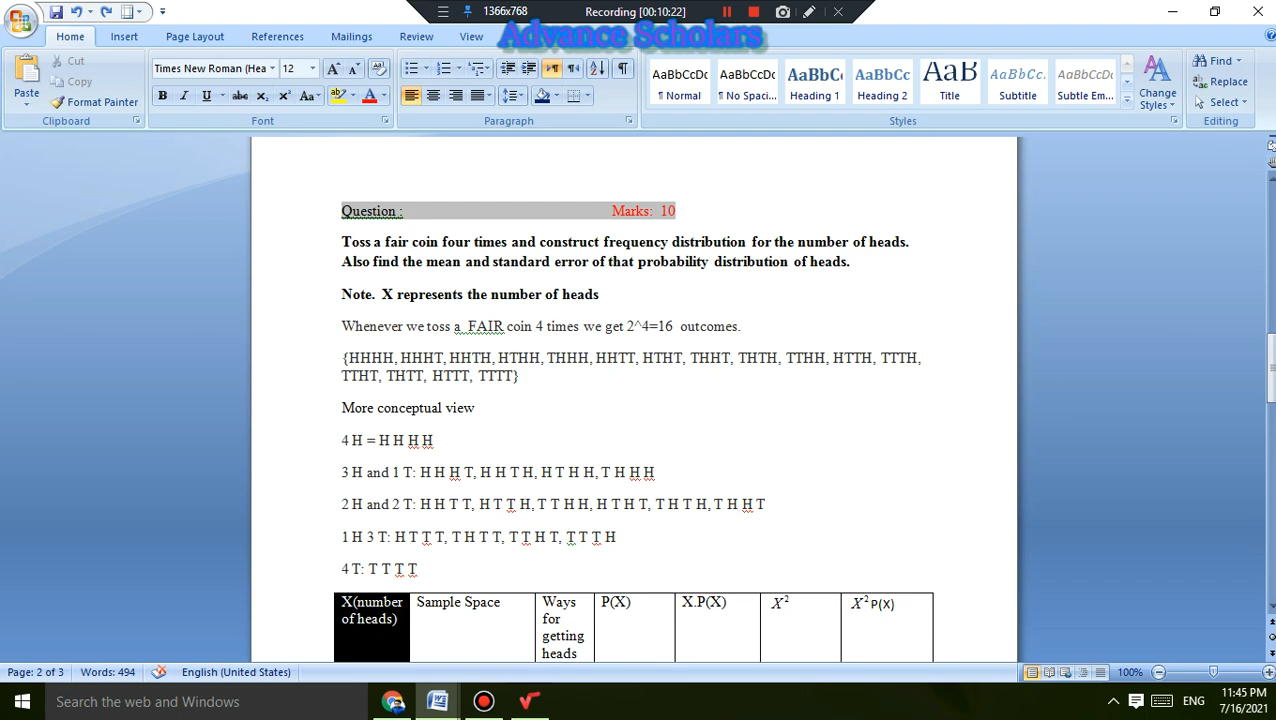 1366x768
Recording [00:10:22]
Advance Scholars
Home Insert Page Layout References Mailings Review View
Cut
Copy
Format Painter
Paste
Clipboard
Times New Roman (Hea 12
Font
Paragraph
AaBbCcDc AaBbCcDc AaBbC AaBbCc AaB AaBbCc. AaBbCcDc
¶ Normal ¶ No Spaci... Heading 1 Heading 2 Title Subtitle Subtle Em...
Styles
Change Styles
Find
Replace
Select
Editing
Question : Marks: 10
Toss a fair coin four times and construct frequency distribution for the number of heads.
Also find the mean and standard error of that probability distribution of heads.
Note. X represents the number of heads
Whenever we toss a FAIR coin 4 times we get 2^4=16 outcomes.
{HHHH, HHHT, HHTH, HTHH, THHH, HHTT, HTHT, THHT, THTH, TTHH, HTTH, TTTH,
TTHT, THTT, HTTT, TTTT}
More conceptual view
4 H = H H H H
3 H and 1 T: H H H T, H H T H, H T H H, T H H H
2 H and 2 T: H H T T, H T T H, T T H H, H T H T, T H T H, T H H T
1 H 3 T: H T T T, T H T T, T T H T, T T T H
4 T: T T T T
X(number of heads) Sample Space Ways for getting heads P(X) X.P(X) X² X² P(X)
Page: 2 of 3 Words: 494 English (United States) 100%
Search the web and Windows
ENG
11:45 PM
7/16/2021